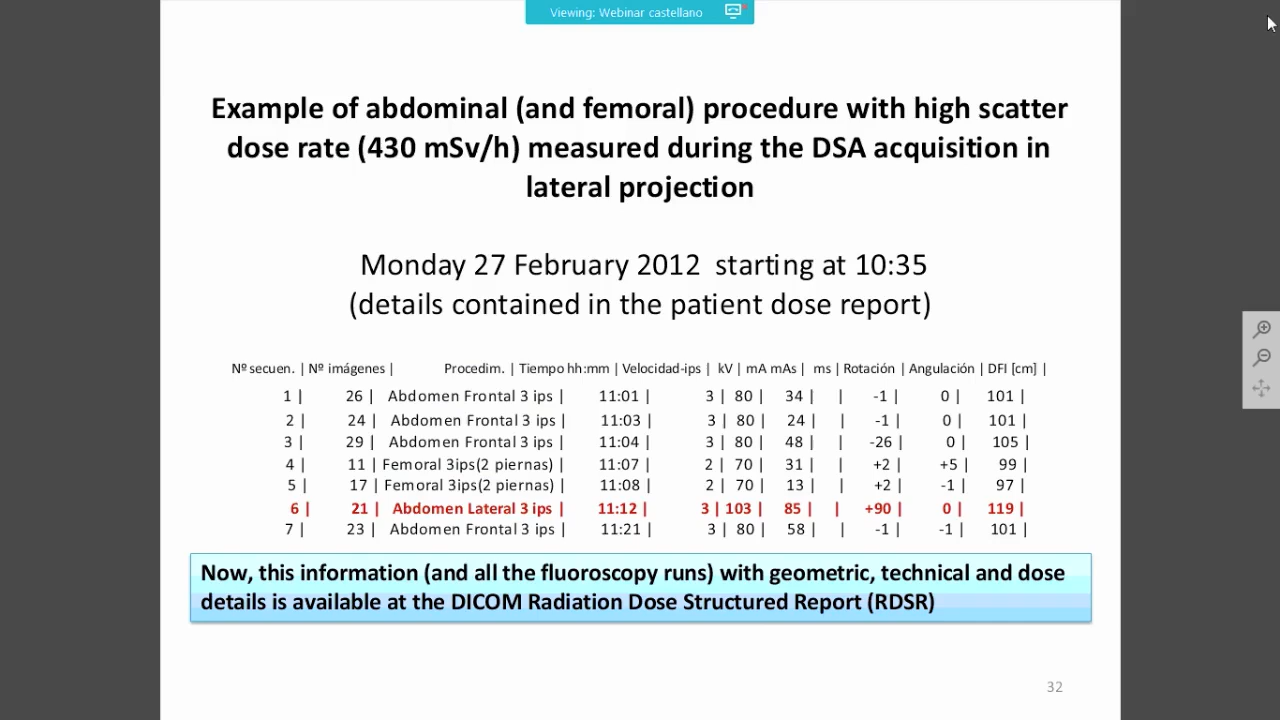 Viewing: Webinar castellano
Example of abdominal (and femoral) procedure with high scatter
dose rate (430 mSv/h) measured during the DSA acquisition in
lateral projection
Monday 27 February 2012 starting at 10:35
(details contained in the patient dose report)
Nº secuen. | Nº imágenes | Procedim. | Tiempo hh:mm | Velocidad-ips | kV | mA mAs | ms | Rotación | Angulación | DFI [cm] |
1 | 26 | Abdomen Frontal 3 ips | 11:01 | 3 | 80 | 34 | | -1 | 0 | 101 |
2 | 24 | Abdomen Frontal 3 ips | 11:03 | 3 | 80 | 24 | | -1 | 0 | 101 |
3 | 29 | Abdomen Frontal 3 ips | 11:04 | 3 | 80 | 48 | | -26 | 0 | 105 |
4 | 11 | Femoral 3ips(2 piernas) | 11:07 | 2 | 70 | 31 | | +2 | +5 | 99 |
5 | 17 | Femoral 3ips(2 piernas) | 11:08 | 2 | 70 | 13 | | +2 | -1 | 97 |
6 | 21 | Abdomen Lateral 3 ips | 11:12 | 3 | 103 | 85 | | +90 | 0 | 119 |
7 | 23 | Abdomen Frontal 3 ips | 11:21 | 3 | 80 | 58 | | -1 | -1 | 101 |
Now, this information (and all the fluoroscopy runs) with geometric, technical and dose
details is available at the DICOM Radiation Dose Structured Report (RDSR)
32